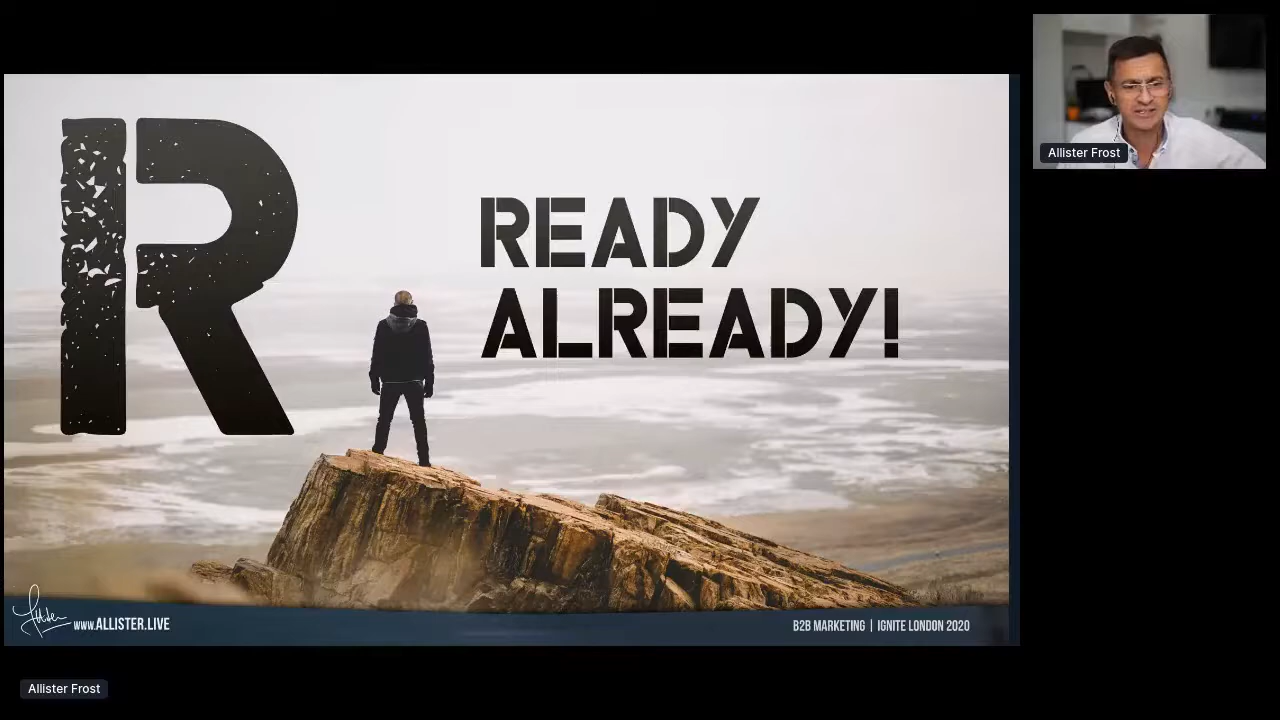 R
READY
ALREADY!
Allister Frost
www.ALLISTER.LIVE
B2B MARKETING | IGNITE LONDON 2020
Allister Frost